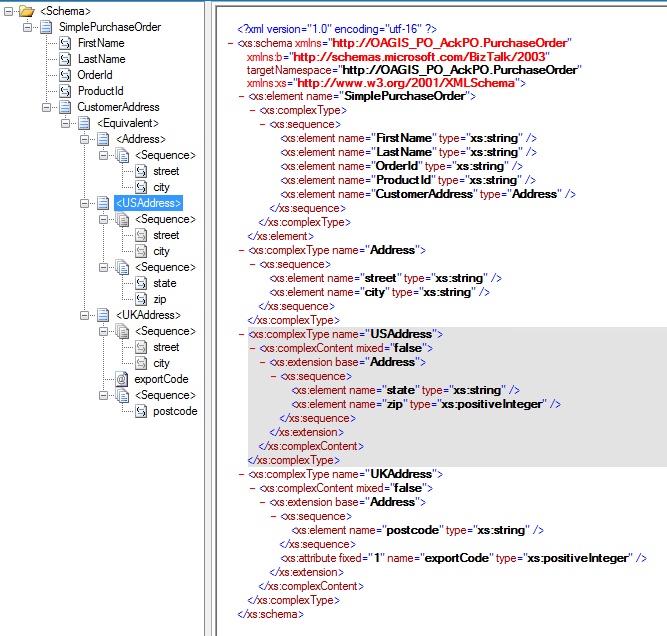 <Schema>
SimplePurchaseOrder
FirstName
LastName
OrderId
ProductId
CustomerAddress
<Equivalent>
<Address>
<Sequence>
street
city
<USAddress>
<Sequence>
street
city
<Sequence>
state
zip
<UKAddress>
<Sequence>
street
city
exportCode
<Sequence>
postcode
<?xml version="1.0" encoding="utf-16" ?>
- <xs:schema xmlns="http://OAGIS_PO_AckPO.PurchaseOrder"
xmlns:b="http://schemas.microsoft.com/BizTalk/2003"
targetNamespace="http://OAGIS_PO_AckPO.PurchaseOrder"
xmlns:xs="http://www.w3.org/2001/XMLSchema">
- <xs:element name="SimplePurchaseOrder">
- <xs:complexType>
- <xs:sequence>
<xs:element name="FirstName" type="xs:string" />
<xs:element name="LastName" type="xs:string" />
<xs:element name="OrderId" type="xs:string" />
<xs:element name="ProductId" type="xs:string" />
<xs:element name="CustomerAddress" type="Address" />
</xs:sequence>
</xs:complexType>
</xs:element>
- <xs:complexType name="Address">
- <xs:sequence>
<xs:element name="street" type="xs:string" />
<xs:element name="city" type="xs:string" />
</xs:sequence>
</xs:complexType>
- <xs:complexType name="USAddress">
- <xs:complexContent mixed="false">
- <xs:extension base="Address">
- <xs:sequence>
<xs:element name="state" type="xs:string" />
<xs:element name="zip" type="xs:positiveInteger" />
</xs:sequence>
</xs:extension>
</xs:complexContent>
</xs:complexType>
- <xs:complexType name="UKAddress">
- <xs:complexContent mixed="false">
- <xs:extension base="Address">
- <xs:sequence>
<xs:element name="postcode" type="xs:string" />
</xs:sequence>
<xs:attribute fixed="1" name="exportCode" type="xs:positiveInteger" />
</xs:extension>
</xs:complexContent>
</xs:complexType>
</xs:schema>